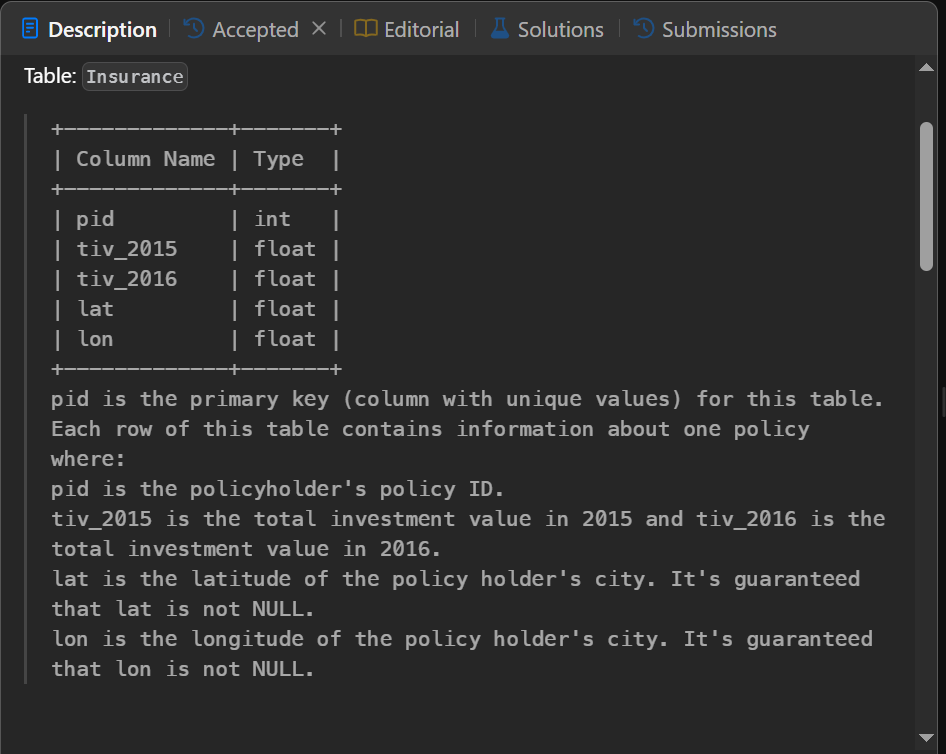 Description Accepted Editorial Solutions Submissions
Table: Insurance
+-------------+-------+
| Column Name | Type  |
+-------------+-------+
| pid         | int   |
| tiv_2015    | float |
| tiv_2016    | float |
| lat         | float |
| lon         | float |
+-------------+-------+
pid is the primary key (column with unique values) for this table.
Each row of this table contains information about one policy
where:
pid is the policyholder's policy ID.
tiv_2015 is the total investment value in 2015 and tiv_2016 is the
total investment value in 2016.
lat is the latitude of the policy holder's city. It's guaranteed
that lat is not NULL.
lon is the longitude of the policy holder's city. It's guaranteed
that lon is not NULL.